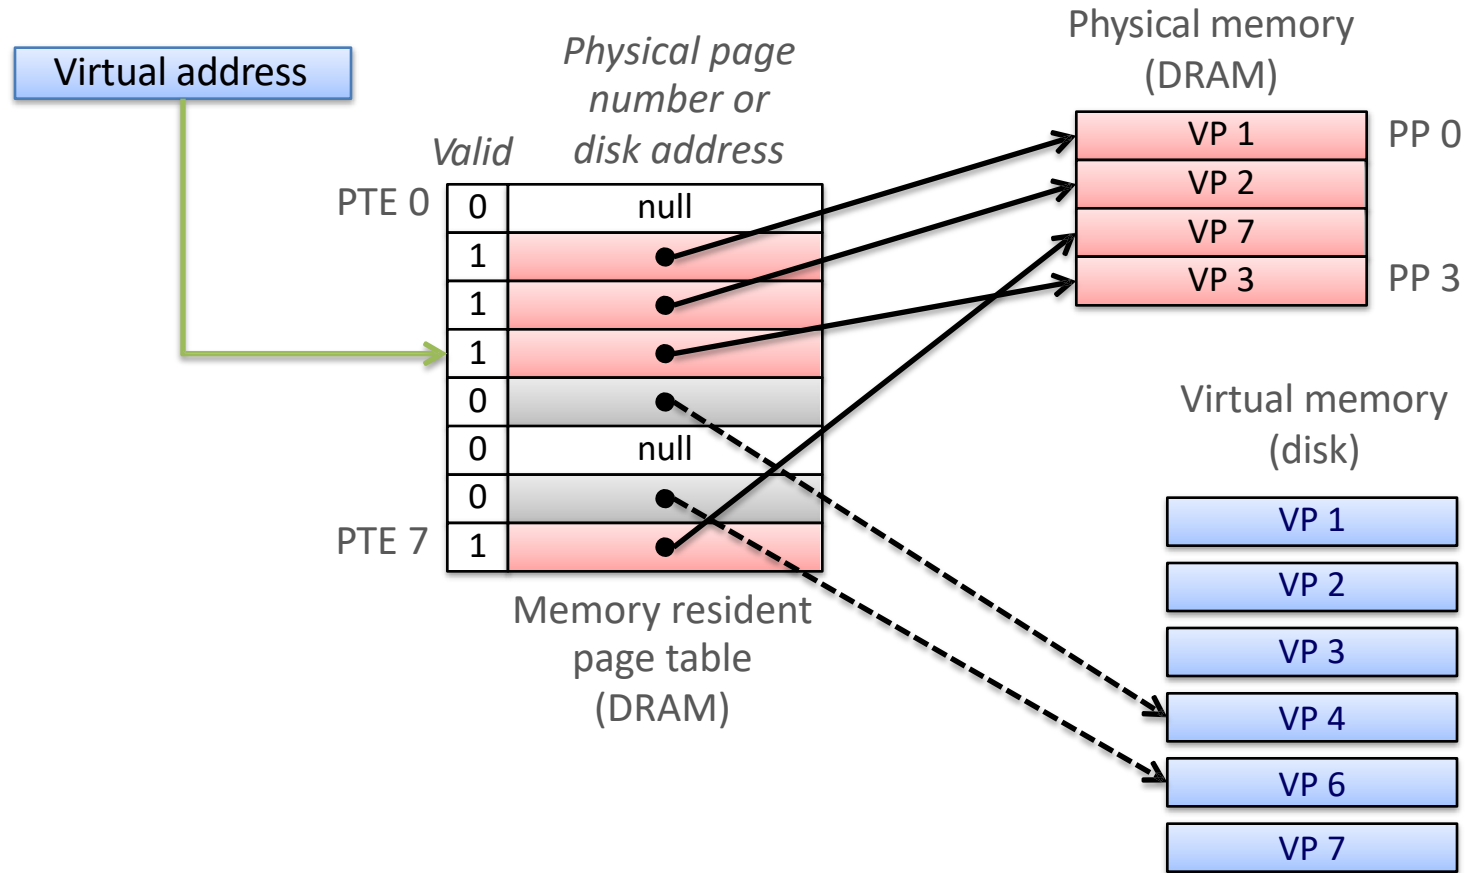 Virtual address
Physical page
number or
disk address
Valid
PTE 0
0
null
1
1
1
0
0
null
0
PTE 7
1
Memory resident
page table
(DRAM)
Physical memory
(DRAM)
VP 1
PP 0
VP 2
VP 7
VP 3
PP 3
Virtual memory
(disk)
VP 1
VP 2
VP 3
VP 4
VP 6
VP 7